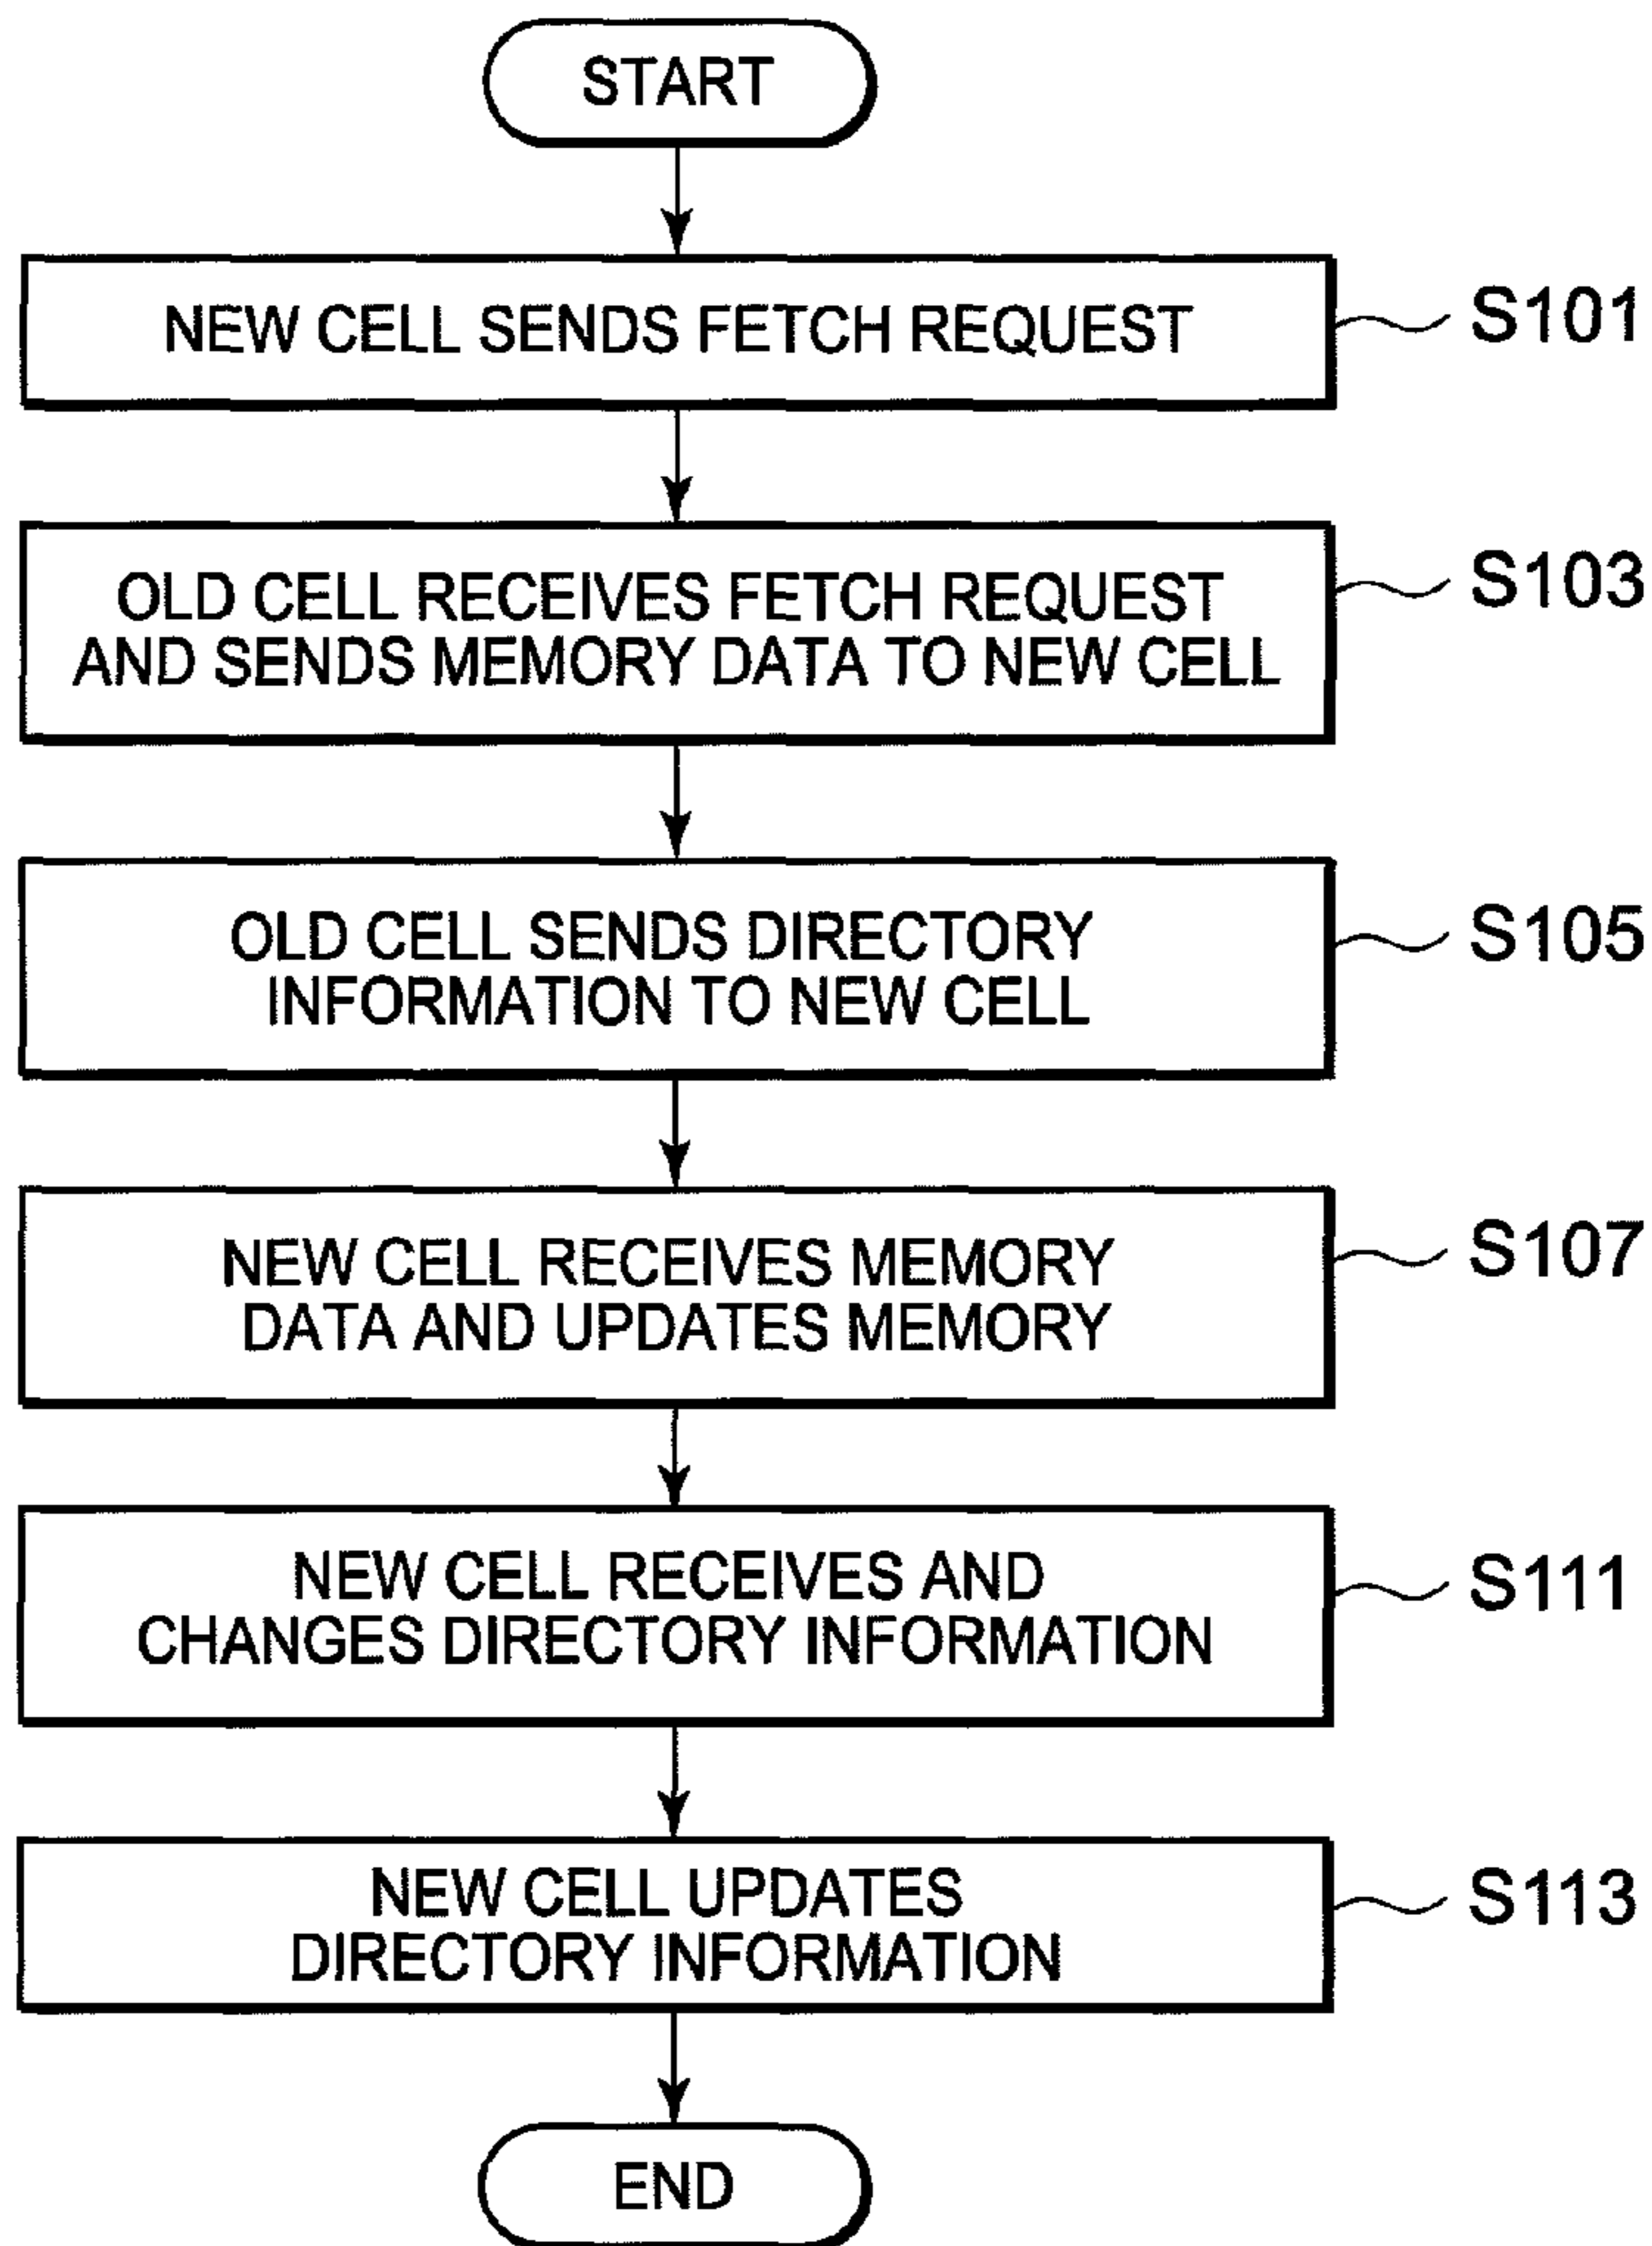 START
NEW CELL SENDS FETCH REQUEST
S101
OLD CELL RECEIVES FETCH REQUEST
AND SENDS MEMORY DATA TO NEW CELL
S103
OLD CELL SENDS DIRECTORY
INFORMATION TO NEW CELL
S105
NEW CELL RECEIVES MEMORY
DATA AND UPDATES MEMORY
S107
NEW CELL RECEIVES AND
CHANGES DIRECTORY INFORMATION
S111
NEW CELL UPDATES
DIRECTORY INFORMATION
S113
END